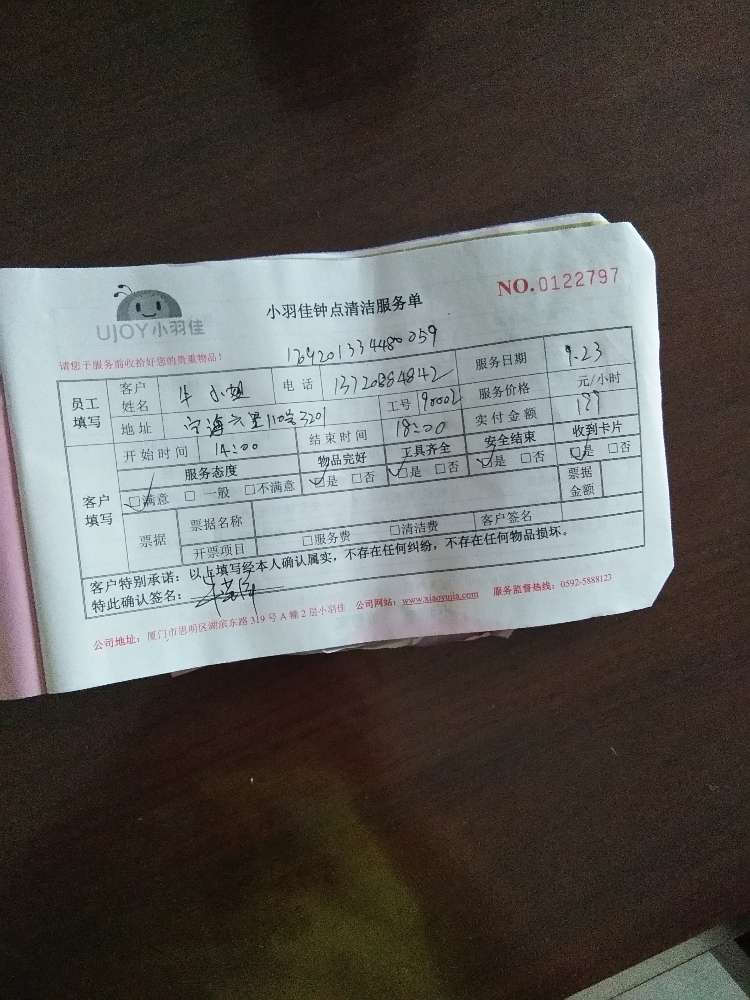 UJOY小羽佳
小羽佳钟点清洁服务单
NO.0122797
请您予服务前收拾好您的贵重物品！
员工填写
客户姓名 牛小姐 电话 13720884842 服务日期 9.23
地址 工号 90002 服务价格 元/小时
开始时间 14:00 结束时间 18:00 实付金额
客户填写
服务态度 物品完好 工具齐全 安全结束 收到卡片
□满意 □一般 □不满意 □是 □否 □是 □否 □是 □否 □是 □否
票据 票据名称 票据金额
开票项目 □服务费 □清洁费 客户签名
客户特别承诺：以上填写经本人确认属实，不存在任何纠纷，不存在任何物品损坏。
特此确认签名：
公司地址：厦门市思明区湖滨东路319号A幢2层小羽佳 公司网站：www.xiaoyujia.com 服务监督热线：0592-5888123